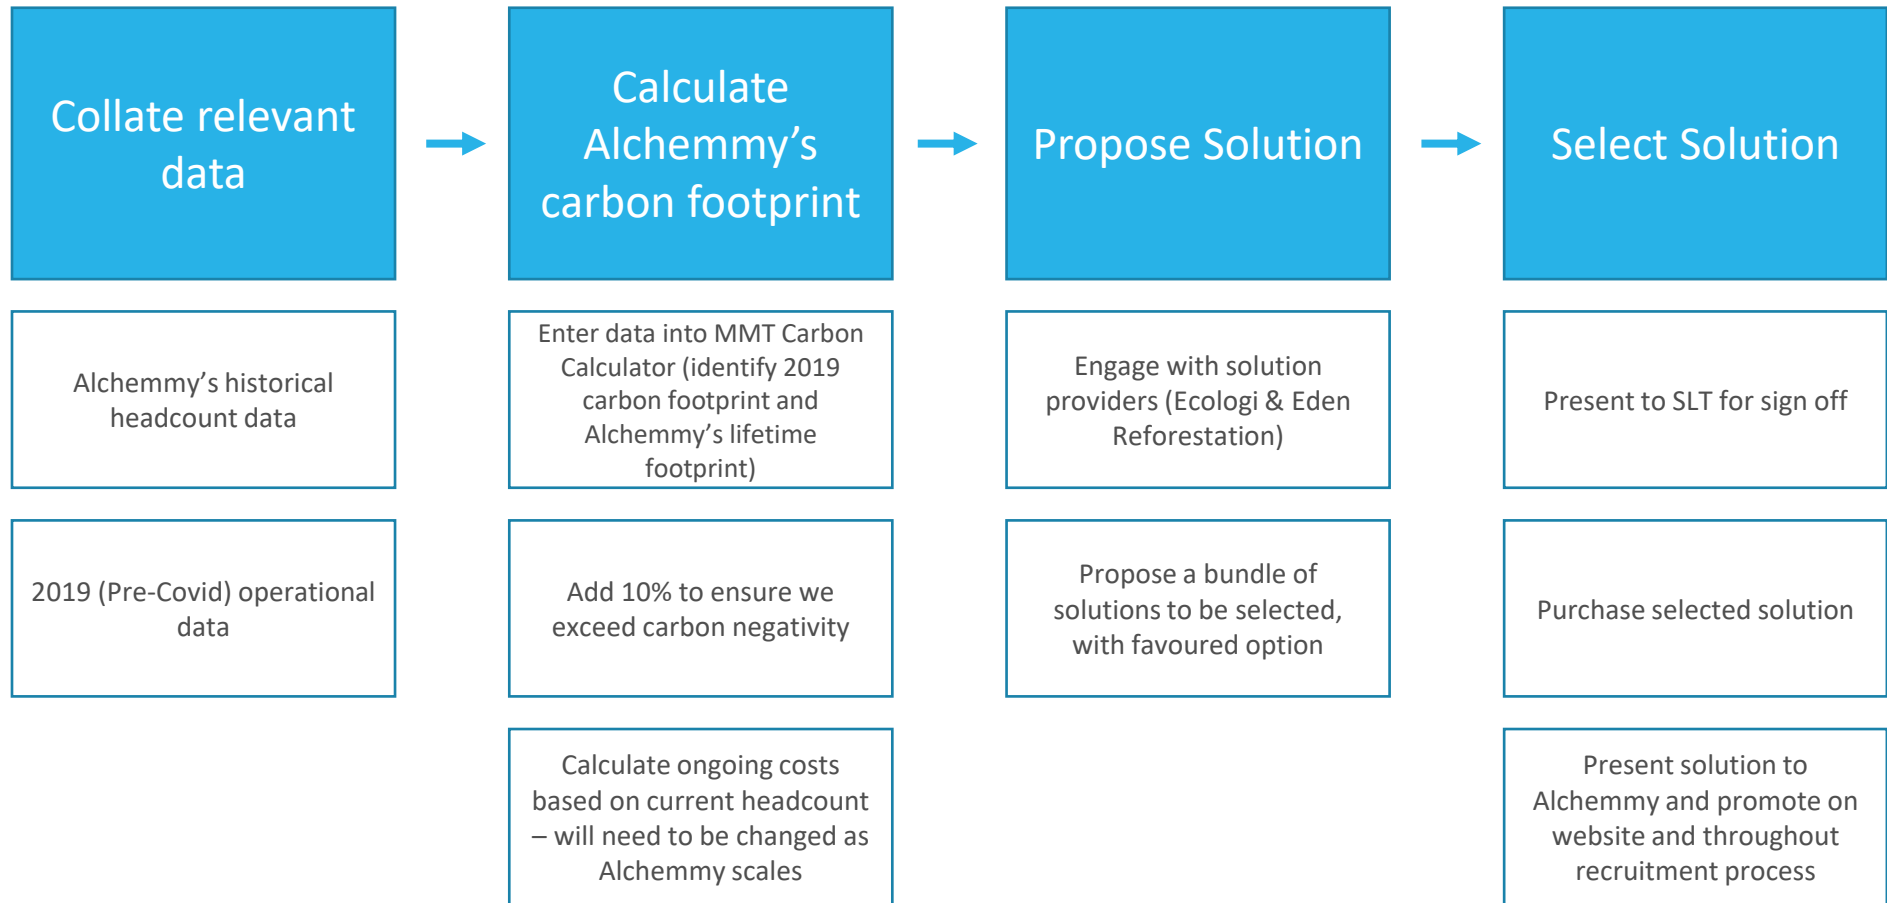 Collate relevant
data
Calculate
Alchemmy’s
carbon footprint
Propose Solution
Select Solution
Alchemmy’s historical
headcount data
Enter data into MMT Carbon
Calculator (identify 2019
carbon footprint and
Alchemmy’s lifetime
footprint)
Engage with solution
providers (Ecologi & Eden
Reforestation)
Present to SLT for sign off
2019 (Pre-Covid) operational
data
Add 10% to ensure we
exceed carbon negativity
Propose a bundle of
solutions to be selected,
with favoured option
Purchase selected solution
Calculate ongoing costs
based on current headcount
– will need to be changed as
Alchemmy scales
Present solution to
Alchemmy and promote on
website and throughout
recruitment process